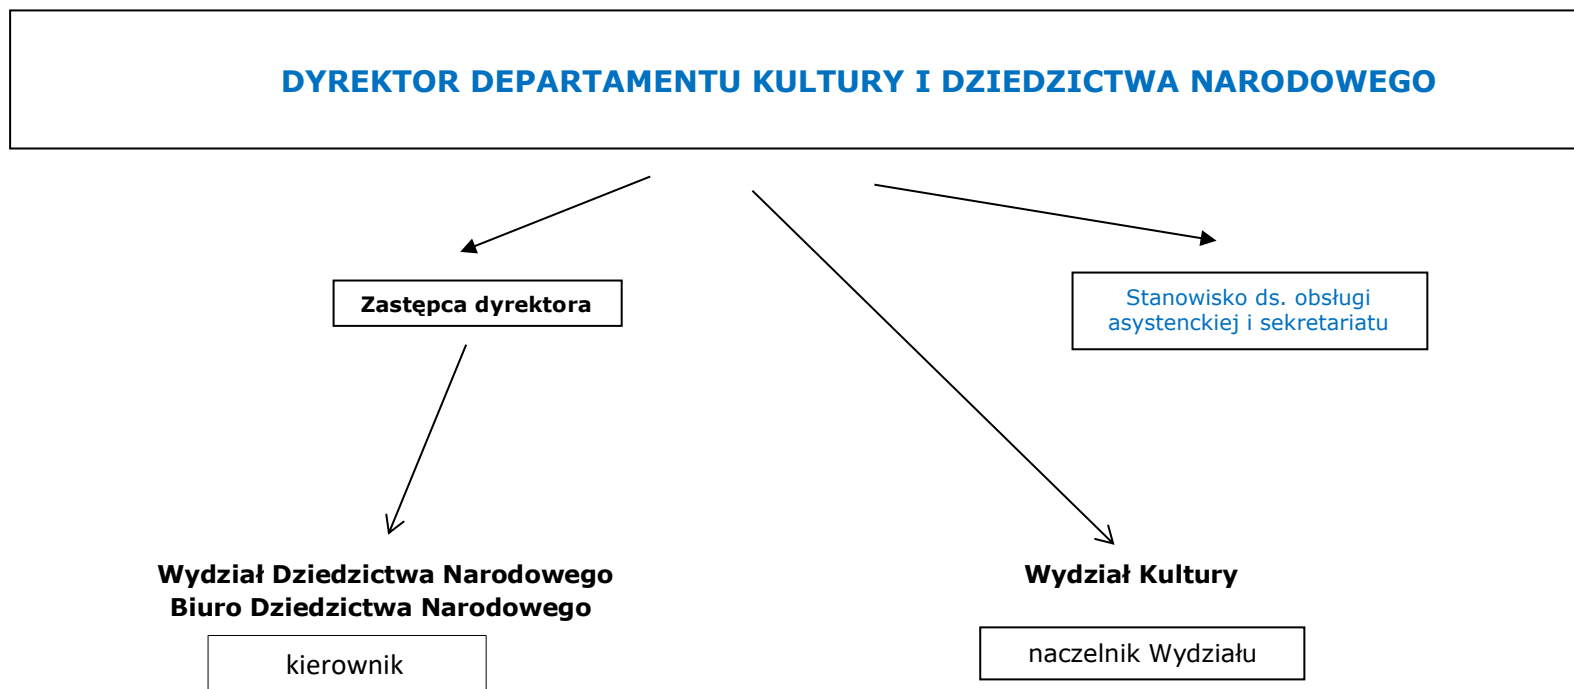 DYREKTOR DEPARTAMENTU KULTURY I DZIEDZICTWA NARODOWEGO
Zastępca dyrektora
Stanowisko ds. obsługi
asystenckiej i sekretariatu
Wydział Dziedzictwa Narodowego
Biuro Dziedzictwa Narodowego
kierownik
Wydział Kultury
naczelnik Wydziału